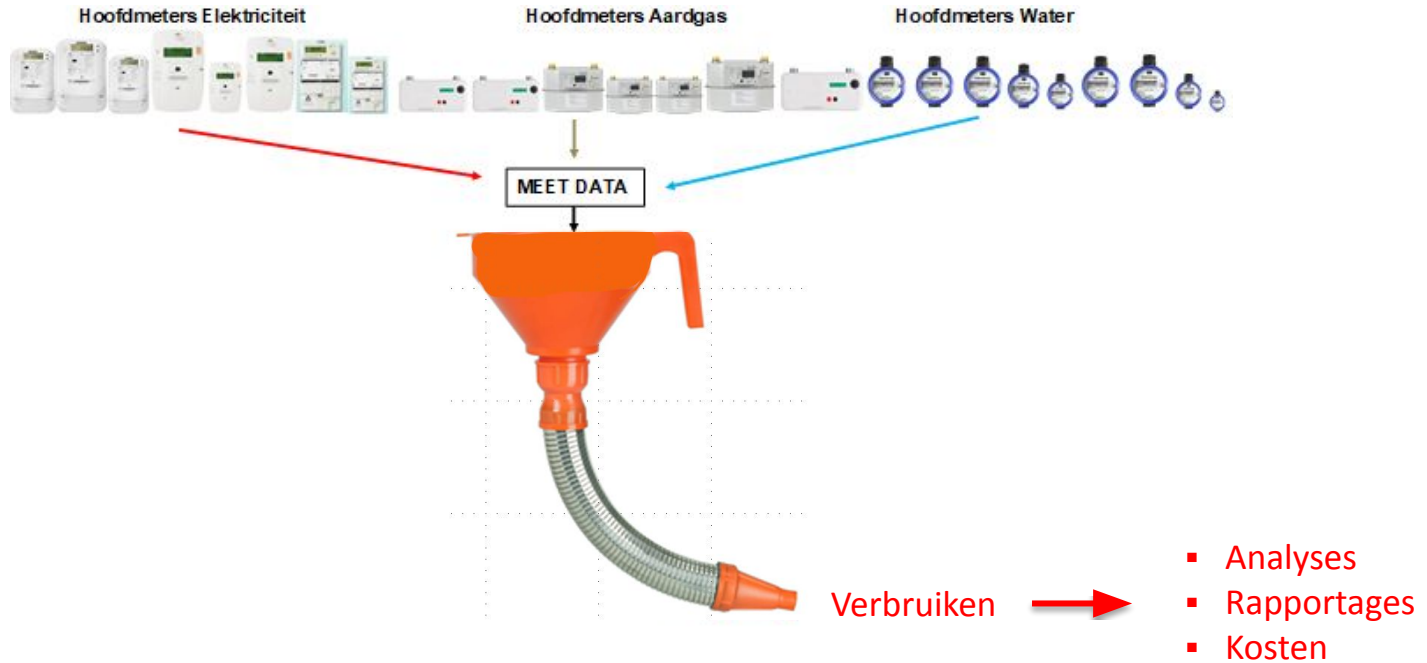 Hoofdmeters Elektriciteit
Hoofdmeters Aardgas
Hoofdmeters Water
MEET DATA
Verbruiken
▪ Analyses
▪ Rapportages
▪ Kosten